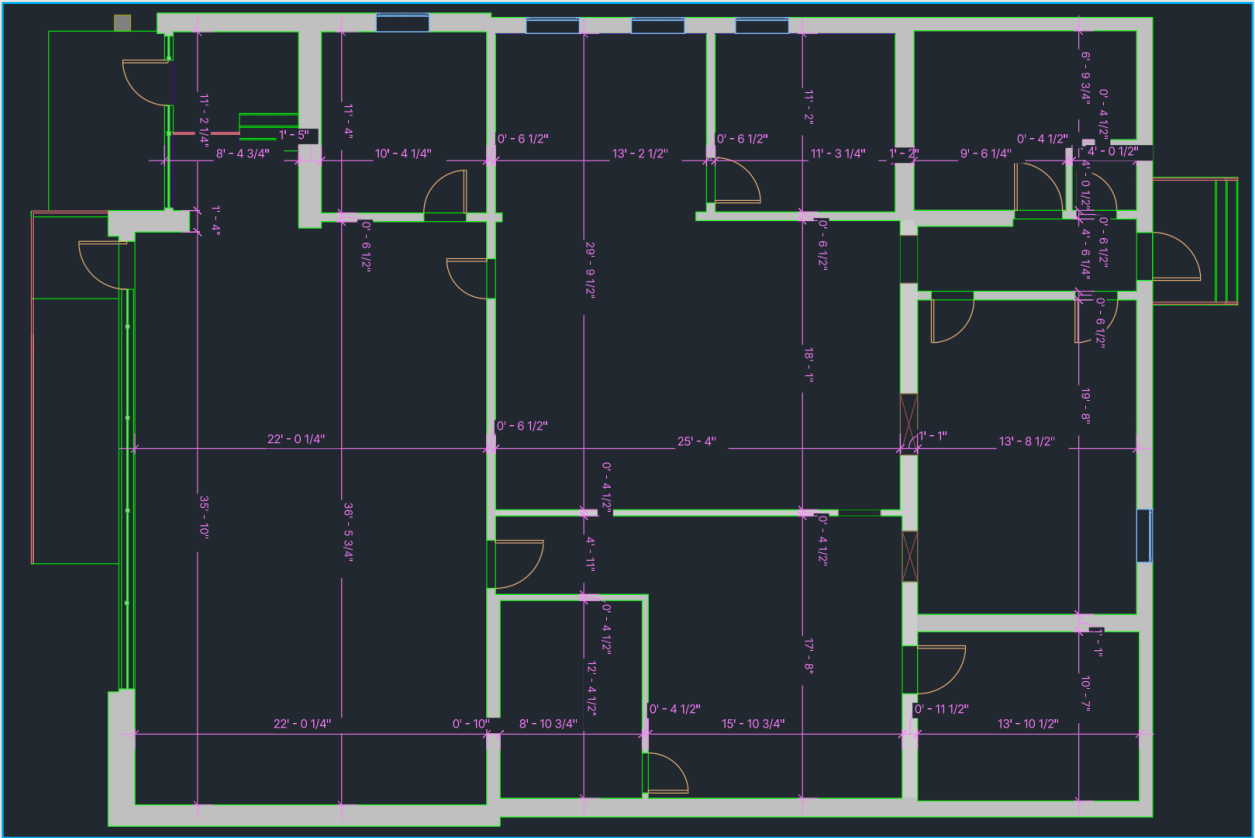 6' - 9 3/4"
11' - 2 1/4"
11' - 4"
11' - 2"
0' - 4 1/2"
1' - 5"
0' - 6 1/2"
0' - 6 1/2"
0' - 4 1/2"
8' - 4 3/4"
10' - 4 1/4"
13' - 2 1/2"
11' - 3 1/4"
1' - 2"
9' - 6 1/4"
4' - 0 1/2"
4' - 0 1/2"
1' - 4"
0' - 6 1/2"
29' - 9 1/2"
0' - 6 1/2"
4' - 6 1/4"
0' - 6 1/2"
0' - 6 1/2"
18' - 1"
19' - 8"
0' - 6 1/2"
22' - 0 1/4"
25' - 4"
1' - 1"
13' - 8 1/2"
0' - 4 1/2"
35' - 10"
36' - 5 3/4"
4' - 11"
0' - 4 1/2"
0' - 4 1/2"
12' - 4 1/2"
17' - 8"
1' - 1"
10' - 7"
0' - 4 1/2"
0' - 11 1/2"
22' - 0 1/4"
0' - 10"
8' - 10 3/4"
15' - 10 3/4"
13' - 10 1/2"